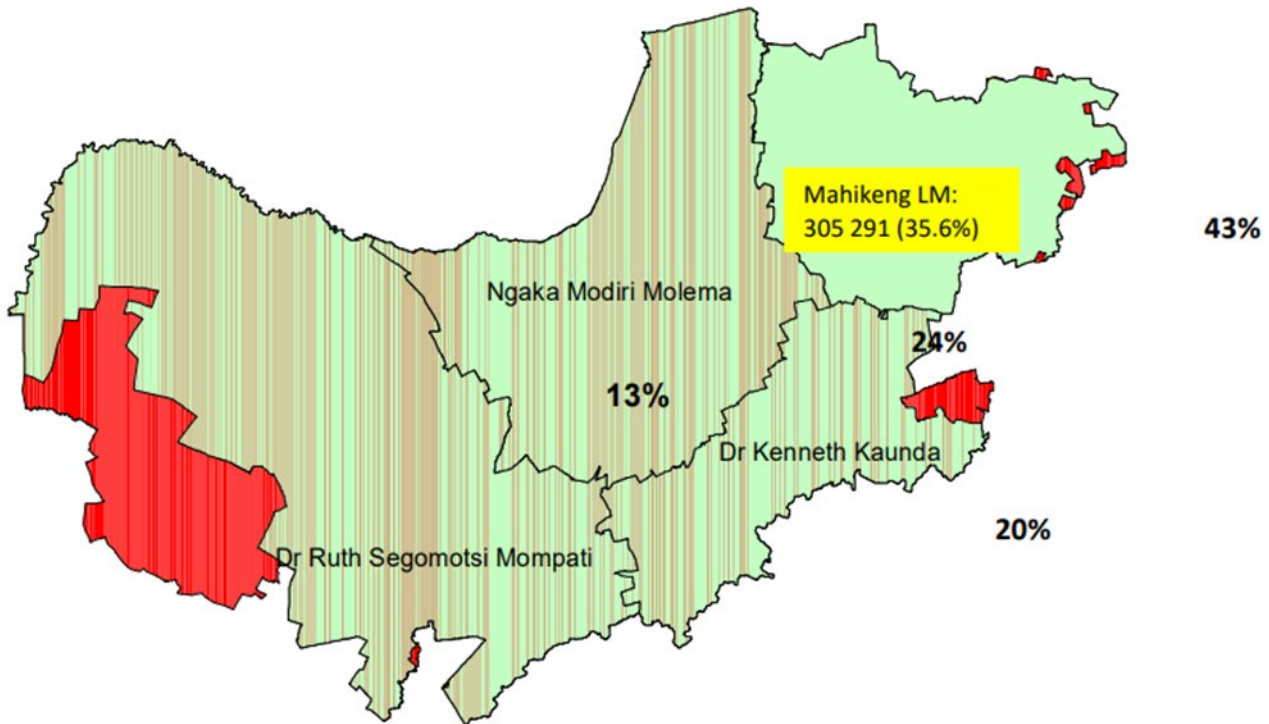 Mahikeng LM:
305 291 (35.6%)
43%
Ngaka Modiri Molema
24%
13%
Dr Kenneth Kaunda
20%
Dr Ruth Segomotsi Mompati